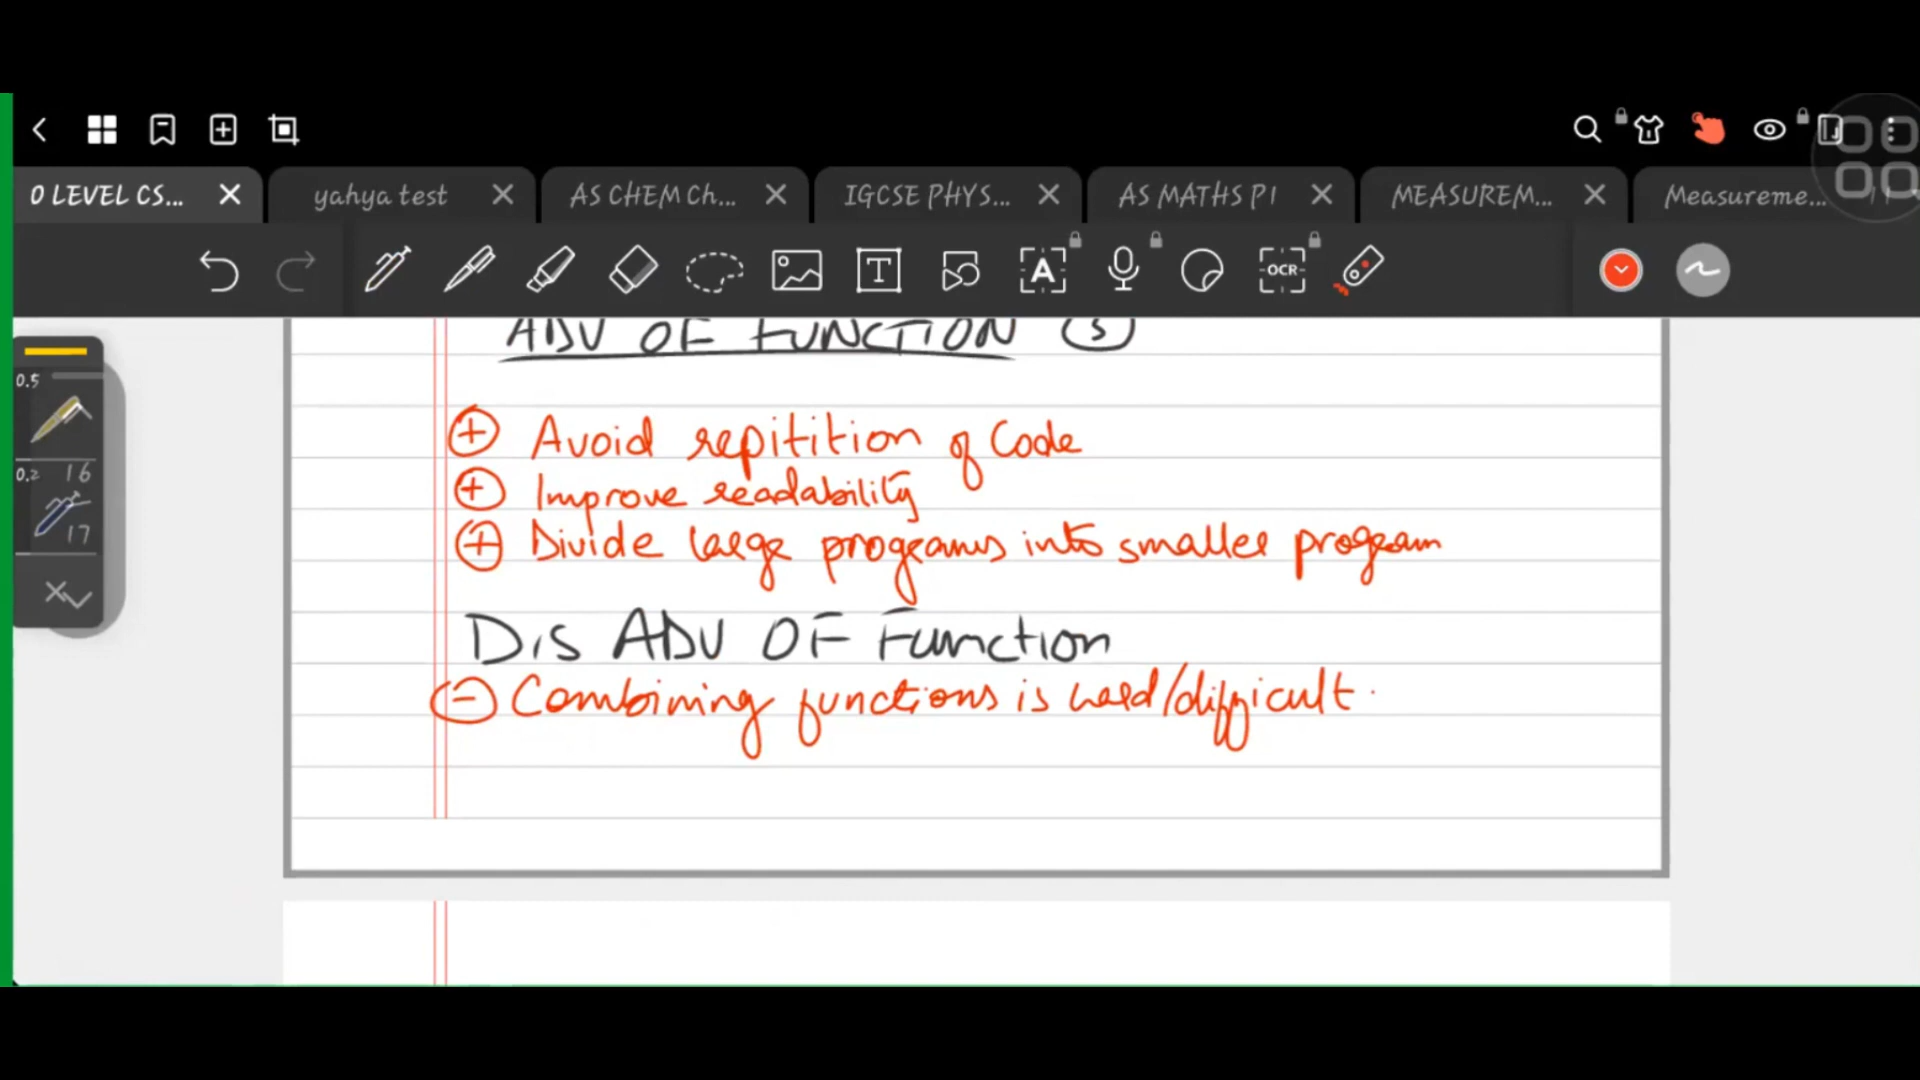 0 LEVEL CS...
yahya test
AS CHEM Ch...
IGCSE PHYS...
AS MATHS P1
MEASUREM...
Measureme...
T
A
OCR
ADV OF FUNCTION (3)
0.5
0.2 16
17
+ Avoid repitition of Code
+ Improve readability
+ Divide large programs into smaller program
Dis ADV OF Function
- Combining functions is hard/difficult.